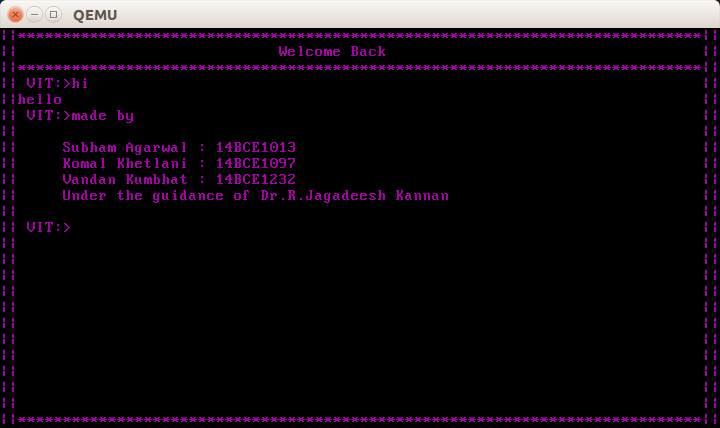 QEMU
****************************************************************************
Welcome Back
****************************************************************************
VIT:>hi
hello
VIT:>made by
Subham Agarwal : 14BCE1013
Komal Khetlani : 14BCE1097
Vandan Kumbhat : 14BCE1232
Under the guidance of Dr.R.Jagadeesh Kannan
VIT:>
****************************************************************************